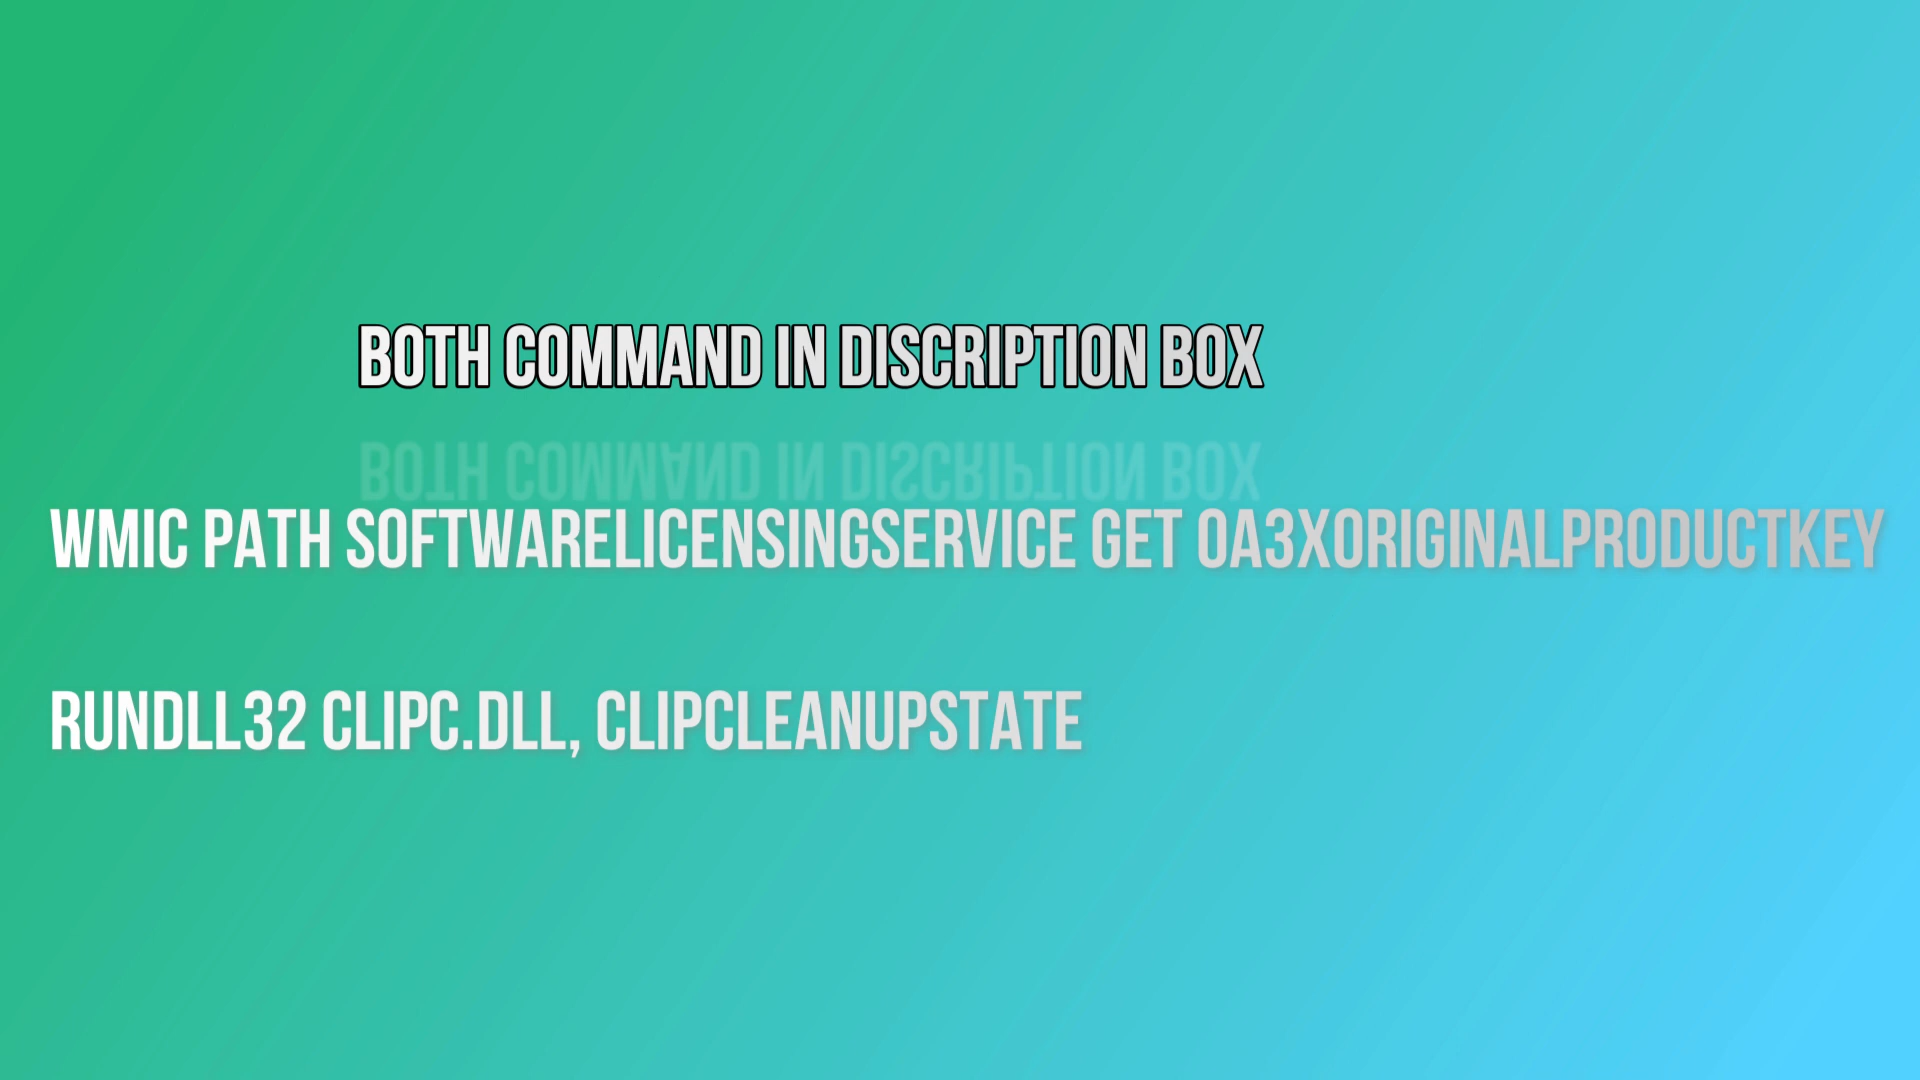 BOTH COMMAND IN DISCRIPTION BOX
WMIC PATH SOFTWARELICENSINGSERVICE GET OA3XORIGINALPRODUCTKEY
RUNDLL32 CLIPC.DLL, CLIPCLEANUPSTATE